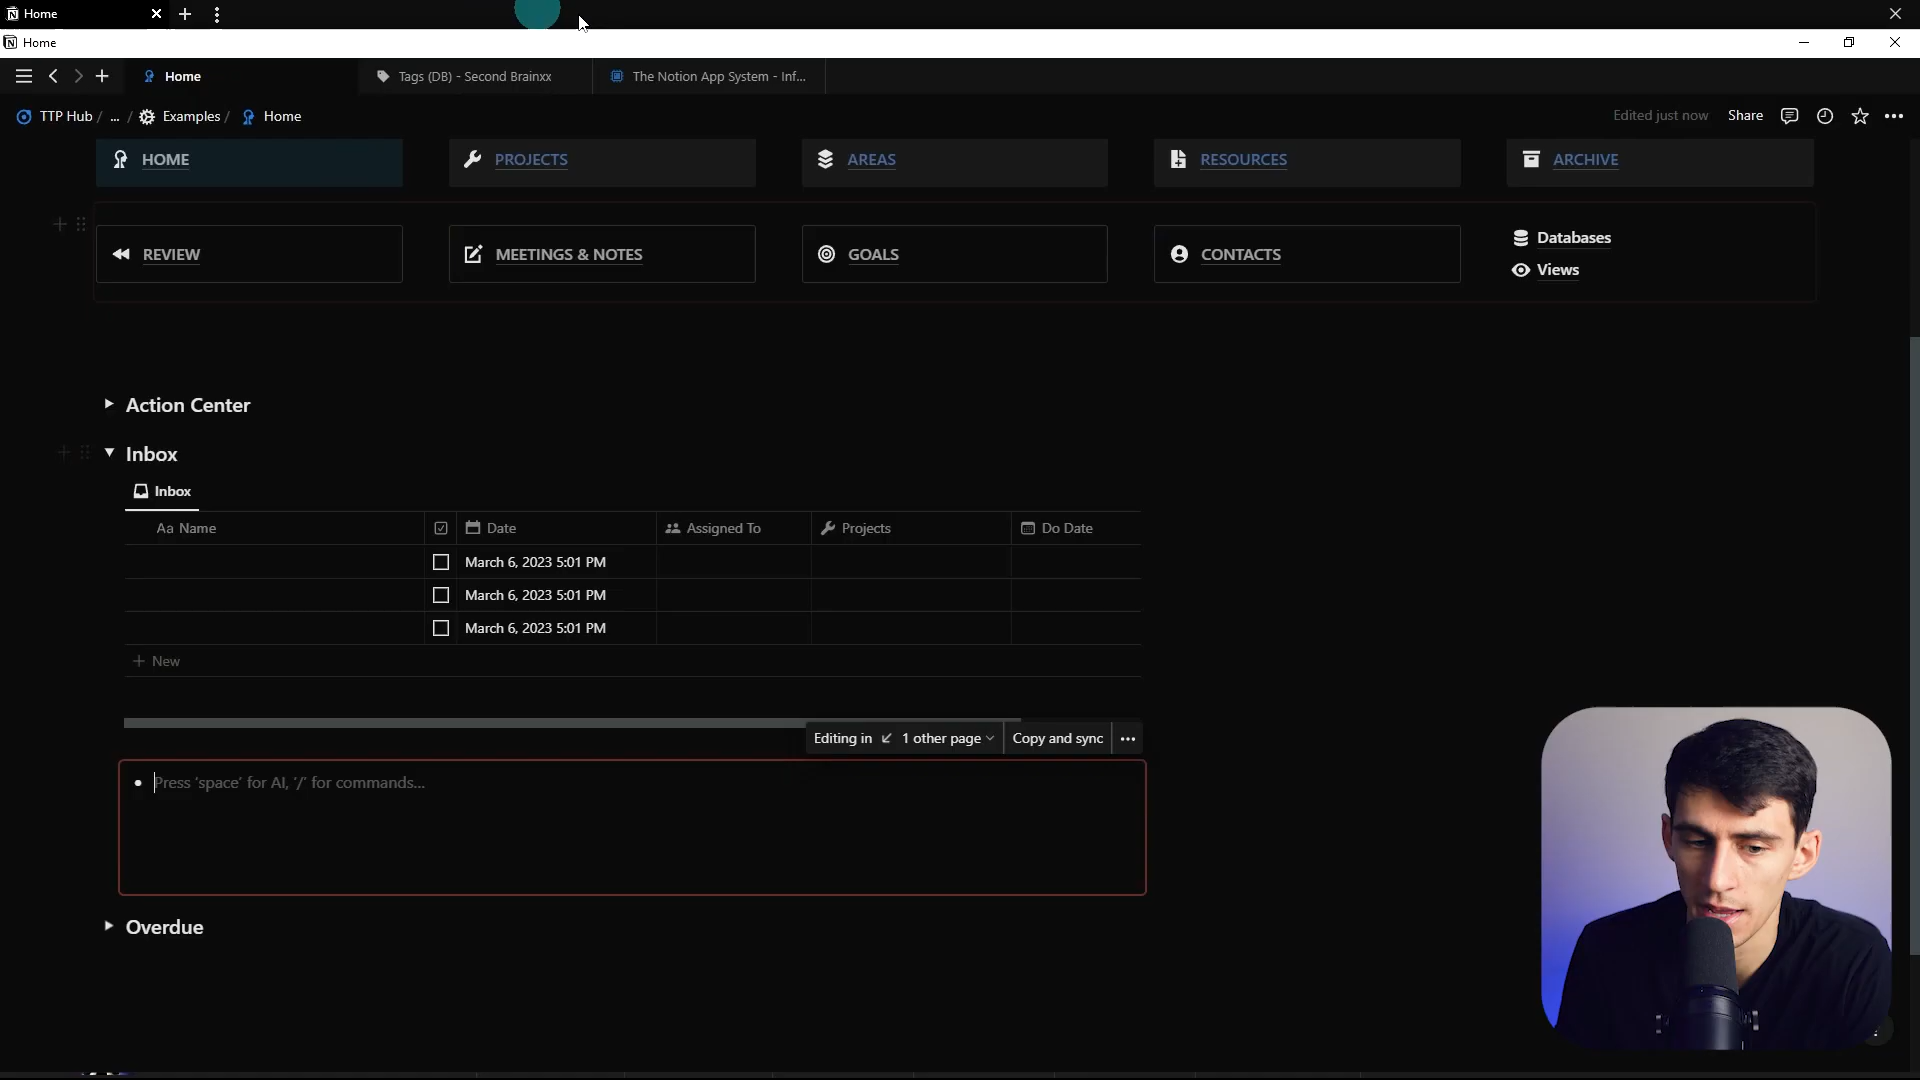 Home
Home
Home
Tags (DB) - Second Brainxx
The Notion App System - Inf...
TTP Hub / ... / Examples / Home
Edited just now
Share
HOME
PROJECTS
AREAS
RESOURCES
ARCHIVE
REVIEW
MEETINGS & NOTES
GOALS
CONTACTS
Databases
Views
Action Center
Inbox
Inbox
Aa Name
Date
Assigned To
Projects
Do Date
March 6, 2023 5:01 PM
March 6, 2023 5:01 PM
March 6, 2023 5:01 PM
+ New
Editing in ↙ 1 other page
Copy and sync
• Press 'space' for AI, '/' for commands...
Overdue